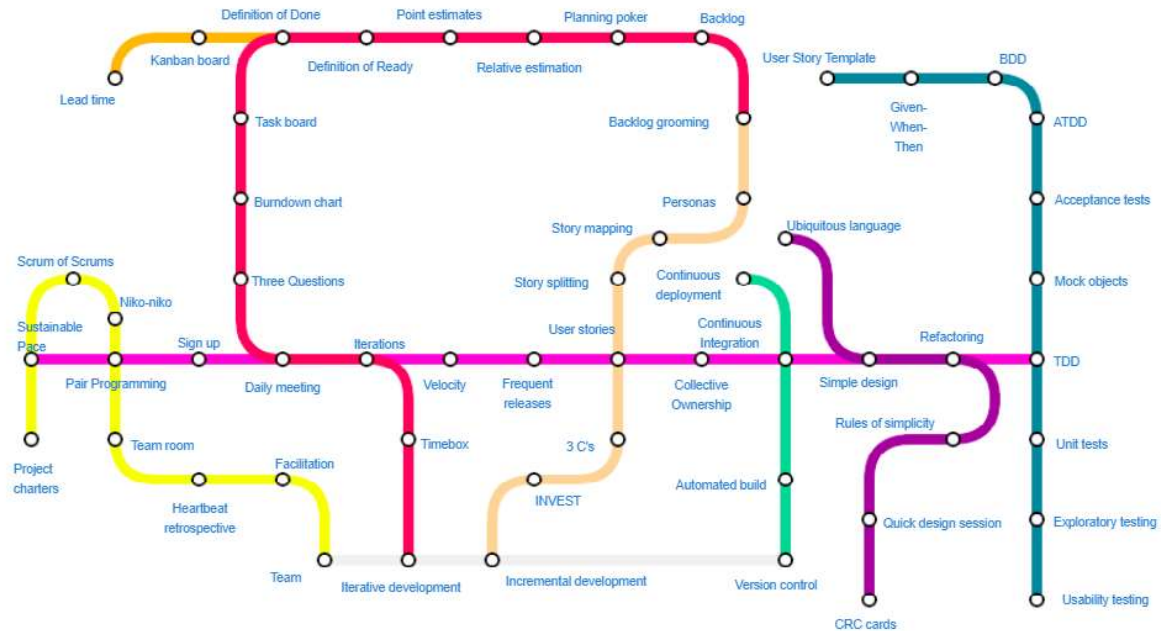 Definition of Done
Point estimates
Planning poker
Backlog
Kanban board
Definition of Ready
Relative estimation
User Story Template
BDD
Lead time
Given-
When-
Then
Task board
Backlog grooming
ATDD
Burndown chart
Personas
Acceptance tests
Story mapping
Ubiquitous language
Scrum of Scrums
Three Questions
Story splitting
Continuous
deployment
Mock objects
Niko-niko
Sustainable
Pace
Sign up
Iterations
User stories
Continuous
Integration
Refactoring
Pair Programming
Daily meeting
Velocity
Frequent
releases
Collective
Ownership
Simple design
TDD
Rules of simplicity
Project
charters
Team room
Timebox
3 C's
Unit tests
Facilitation
Heartbeat
retrospective
INVEST
Automated build
Quick design session
Exploratory testing
Team
Iterative development
Incremental development
Version control
CRC cards
Usability testing